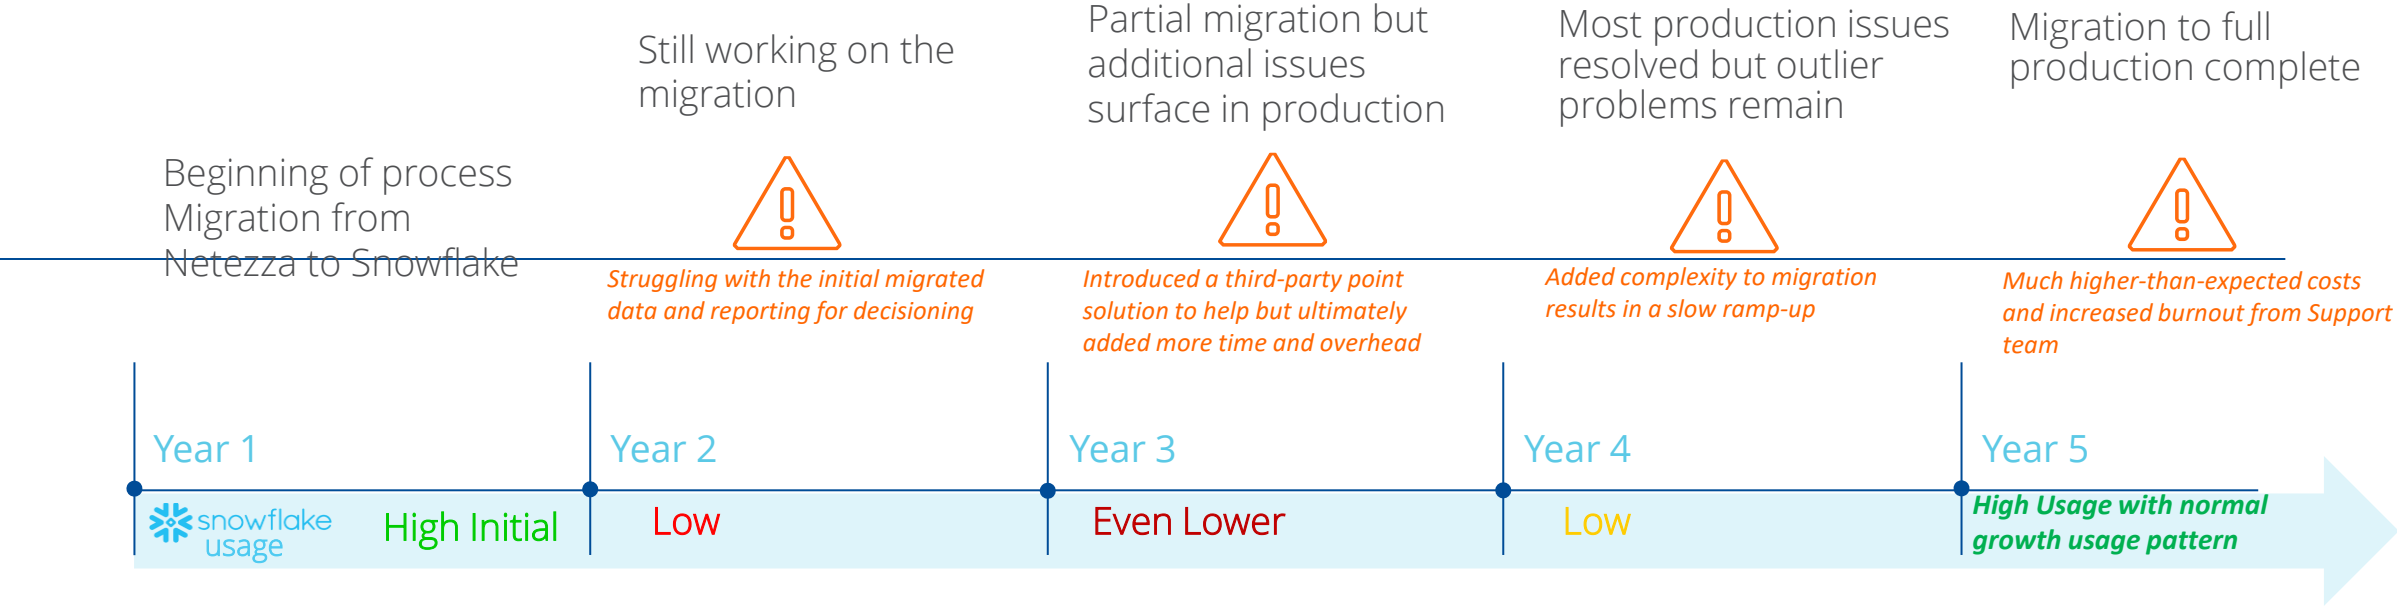 Beginning of process
Migration from
Netezza to Snowflake
Still working on the
migration
Partial migration but
additional issues
surface in production
Most production issues
resolved but outlier
problems remain
Migration to full
production complete
Struggling with the initial migrated
data and reporting for decisioning
Introduced a third-party point
solution to help but ultimately
added more time and overhead
Added complexity to migration
results in a slow ramp-up
Much higher-than-expected costs
and increased burnout from Support
team
Year 1
Year 2
Year 3
Year 4
Year 5
snowflake
usage
High Initial
Low
Even Lower
Low
High Usage with normal
growth usage pattern